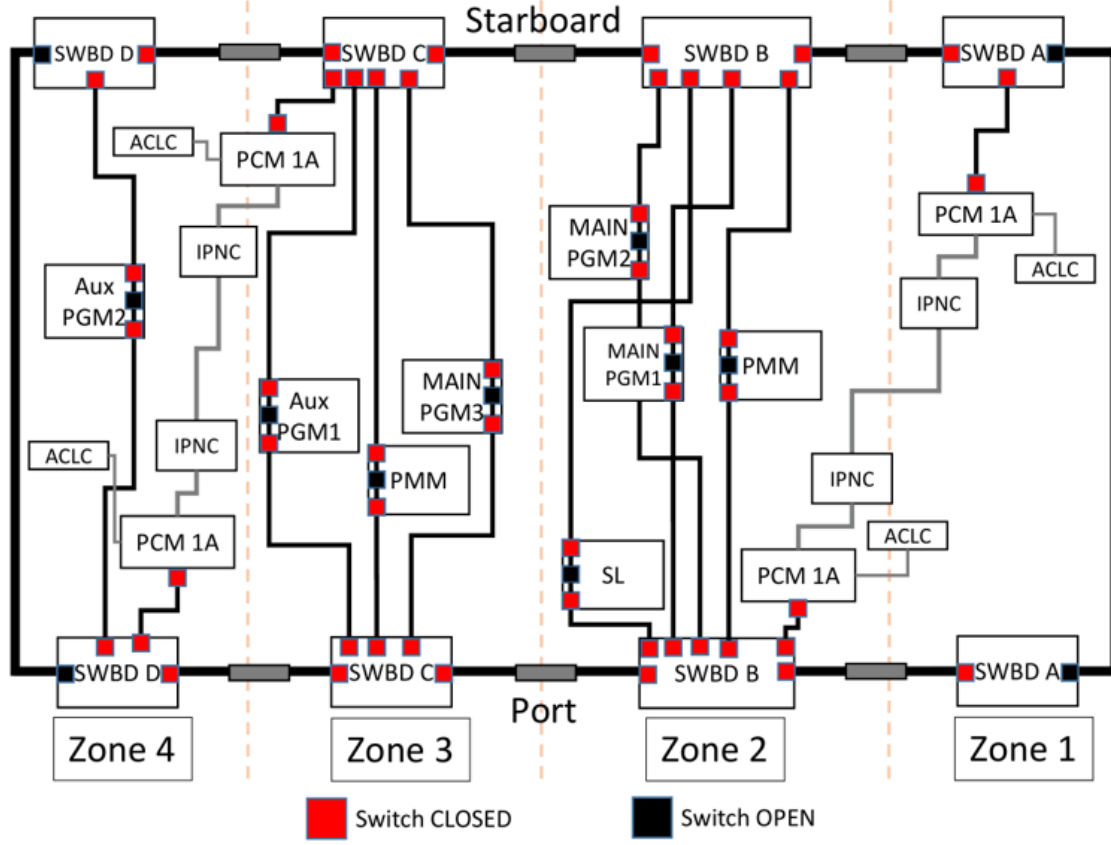 Starboard
SWBD D
SWBD C
SWBD B
SWBD A
ACLC
PCM 1A
PCM 1A
ACLC
IPNC
IPNC
MAIN
PGM2
Aux
PGM2
MAIN
PGM1
PMM
MAIN
PGM3
Aux
PGM1
PMM
IPNC
ACLC
IPNC
PCM 1A
ACLC
SL
PCM 1A
SWBD D
SWBD C
SWBD B
SWBD A
Port
Zone 4
Zone 3
Zone 2
Zone 1
Switch CLOSED
Switch OPEN